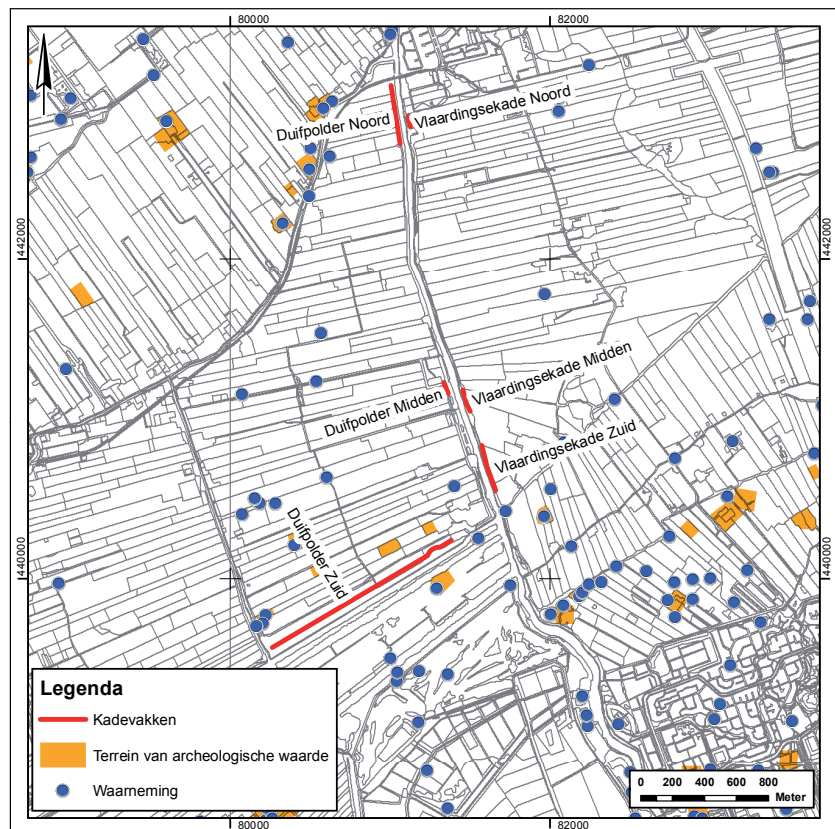 80000
82000
Duifpolder Noord
Vlaardingsekade Noord
442000
442000
Vlaardingsekade Midden
Duifpolder Midden
Vlaardingsekade Zuid
Duifpolder Zuid
440000
440000
Legenda
Kadevakken
Terrein van archeologische waarde
Waarneming
0 200 400 600 800
Meter
80000
82000